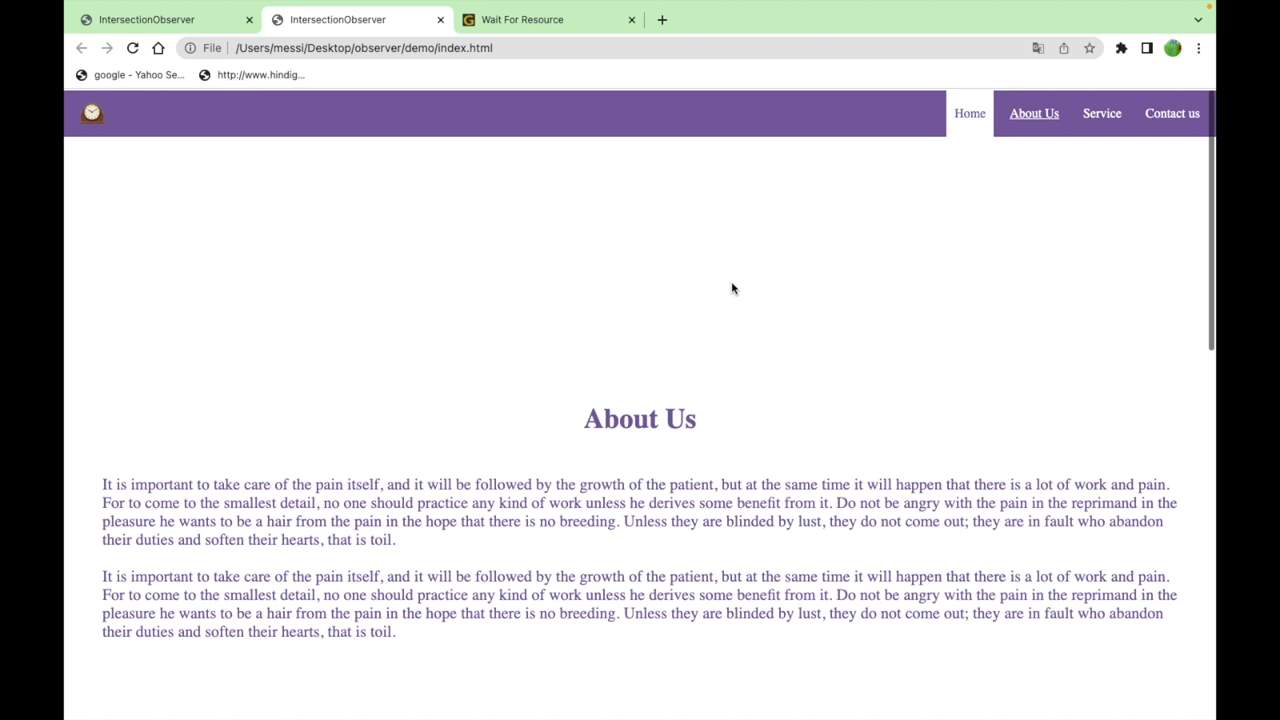 IntersectionObserver
IntersectionObserver
Wait For Resource
File
/Users/messi/Desktop/observer/demo/index.html
google - Yahoo Se...
http://www.hindig...
Home
About Us
Service
Contact us
About Us
It is important to take care of the pain itself, and it will be followed by the growth of the patient, but at the same time it will happen that there is a lot of work and pain.
For to come to the smallest detail, no one should practice any kind of work unless he derives some benefit from it. Do not be angry with the pain in the reprimand in the
pleasure he wants to be a hair from the pain in the hope that there is no breeding. Unless they are blinded by lust, they do not come out; they are in fault who abandon
their duties and soften their hearts, that is toil.
It is important to take care of the pain itself, and it will be followed by the growth of the patient, but at the same time it will happen that there is a lot of work and pain.
For to come to the smallest detail, no one should practice any kind of work unless he derives some benefit from it. Do not be angry with the pain in the reprimand in the
pleasure he wants to be a hair from the pain in the hope that there is no breeding. Unless they are blinded by lust, they do not come out; they are in fault who abandon
their duties and soften their hearts, that is toil.